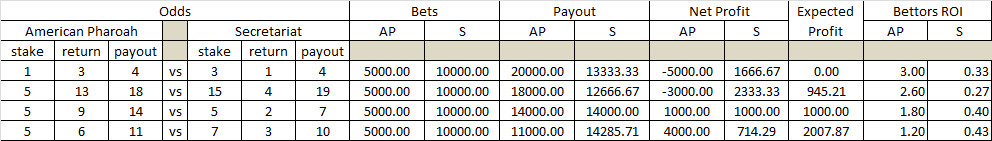 Odds Bets Payout Net Profit Expected Bettors ROI
American Pharoah Secretariat AP S AP S AP S Profit AP S
stake return payout stake return payout
1 3 4 vs 3 1 4 5000.00 10000.00 20000.00 13333.33 -5000.00 1666.67 0.00 3.00 0.33
5 13 18 vs 15 4 19 5000.00 10000.00 18000.00 12666.67 -3000.00 2333.33 945.21 2.60 0.27
5 9 14 vs 5 2 7 5000.00 10000.00 14000.00 14000.00 1000.00 1000.00 1000.00 1.80 0.40
5 6 11 vs 7 3 10 5000.00 10000.00 11000.00 14285.71 4000.00 714.29 2007.87 1.20 0.43